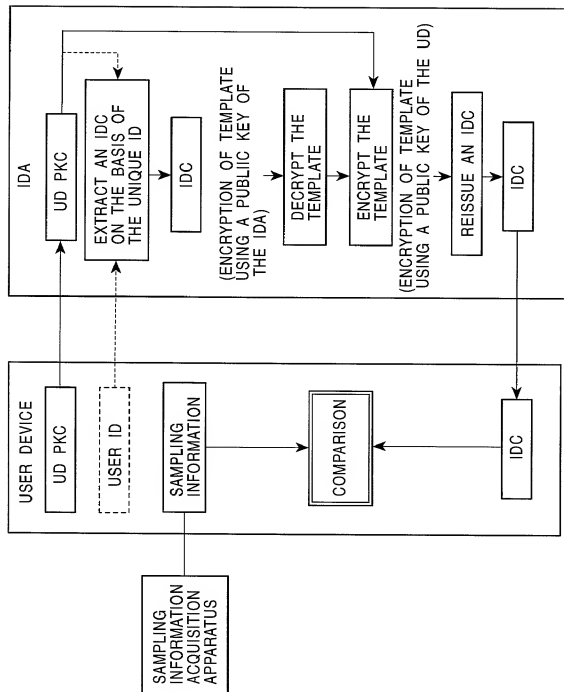 IDA
UD PKC
EXTRACT AN IDC
ON THE BASIS OF
THE UNIQUE ID
IDC
(ENCRYPTION OF TEMPLATE
USING A PUBLIC KEY OF
THE IDA)
DECRYPT THE
TEMPLATE
ENCRYPT THE
TEMPLATE
(ENCRYPTION OF TEMPLATE
USING A PUBLIC KEY OF THE UD)
REISSUE AN IDC
IDC
USER DEVICE
UD PKC
USER ID
SAMPLING
INFORMATION
COMPARISON
IDC
SAMPLING
INFORMATION
ACQUISITION
APPARATUS